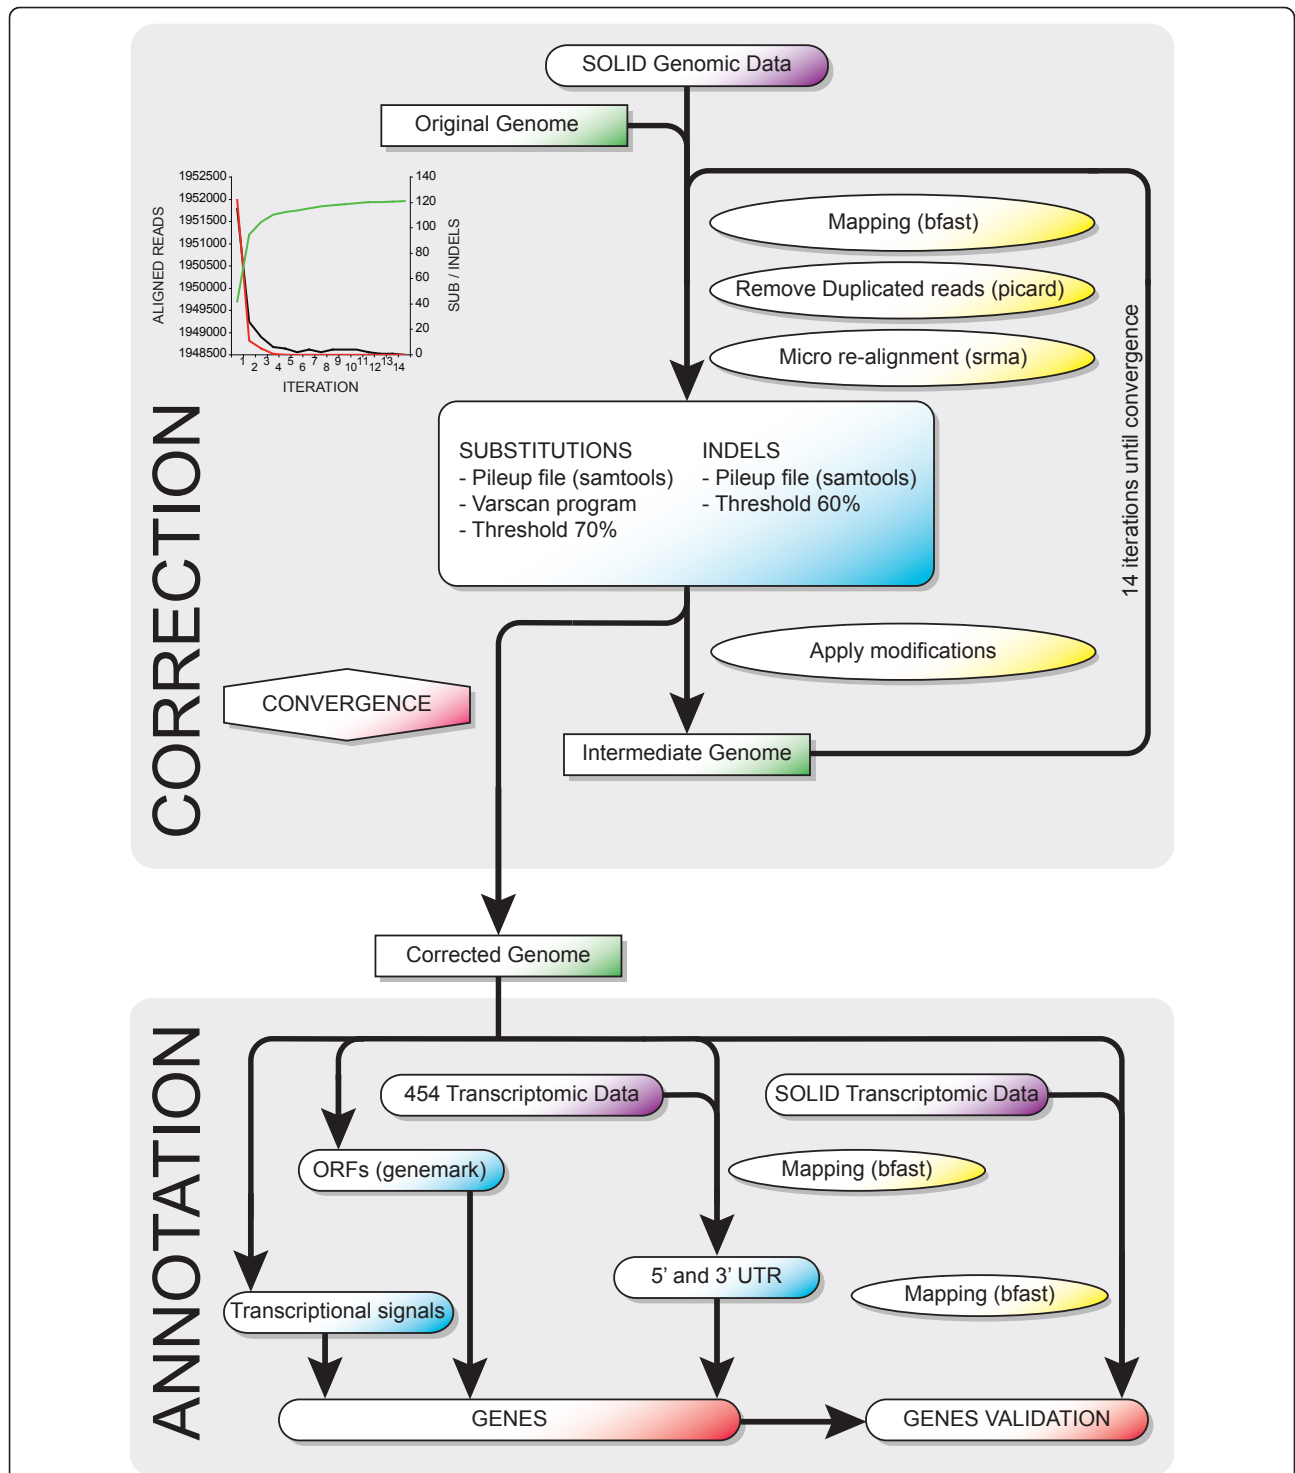 SOLID Genomic Data
Original Genome
1952500
1952000
1951500
1951000
1950500
1950000
1949500
1949000
1948500
ALIGNED READS
140
120
100
80
60
40
20
0
SUB / INDELS
1 2 3 4 5 6 7 8 9 10 11 12 13 14
ITERATION
Mapping (bfast)
Remove Duplicated reads (picard)
Micro re-alignment (srma)
14 iterations until convergence
CORRECTION
SUBSTITUTIONS
- Pileup file (samtools)
- Varscan program
- Threshold 70%
INDELS
- Pileup file (samtools)
- Threshold 60%
Apply modifications
CONVERGENCE
Intermediate Genome
Corrected Genome
ANNOTATION
454 Transcriptomic Data
SOLID Transcriptomic Data
ORFs (genemark)
Mapping (bfast)
5' and 3' UTR
Transcriptional signals
Mapping (bfast)
GENES
GENES VALIDATION